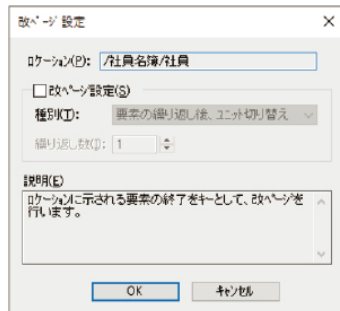 改ページ設定
ロケーション(P): /社員名簿/社員
改ページ設定(S)
種別(T): 要素の繰り返し後、ユニット切り替え
繰り返し数(I): 1
説明(E)
ロケーションに示される要素の終了をキーとして、改ページを
行います。
OK キャンセル